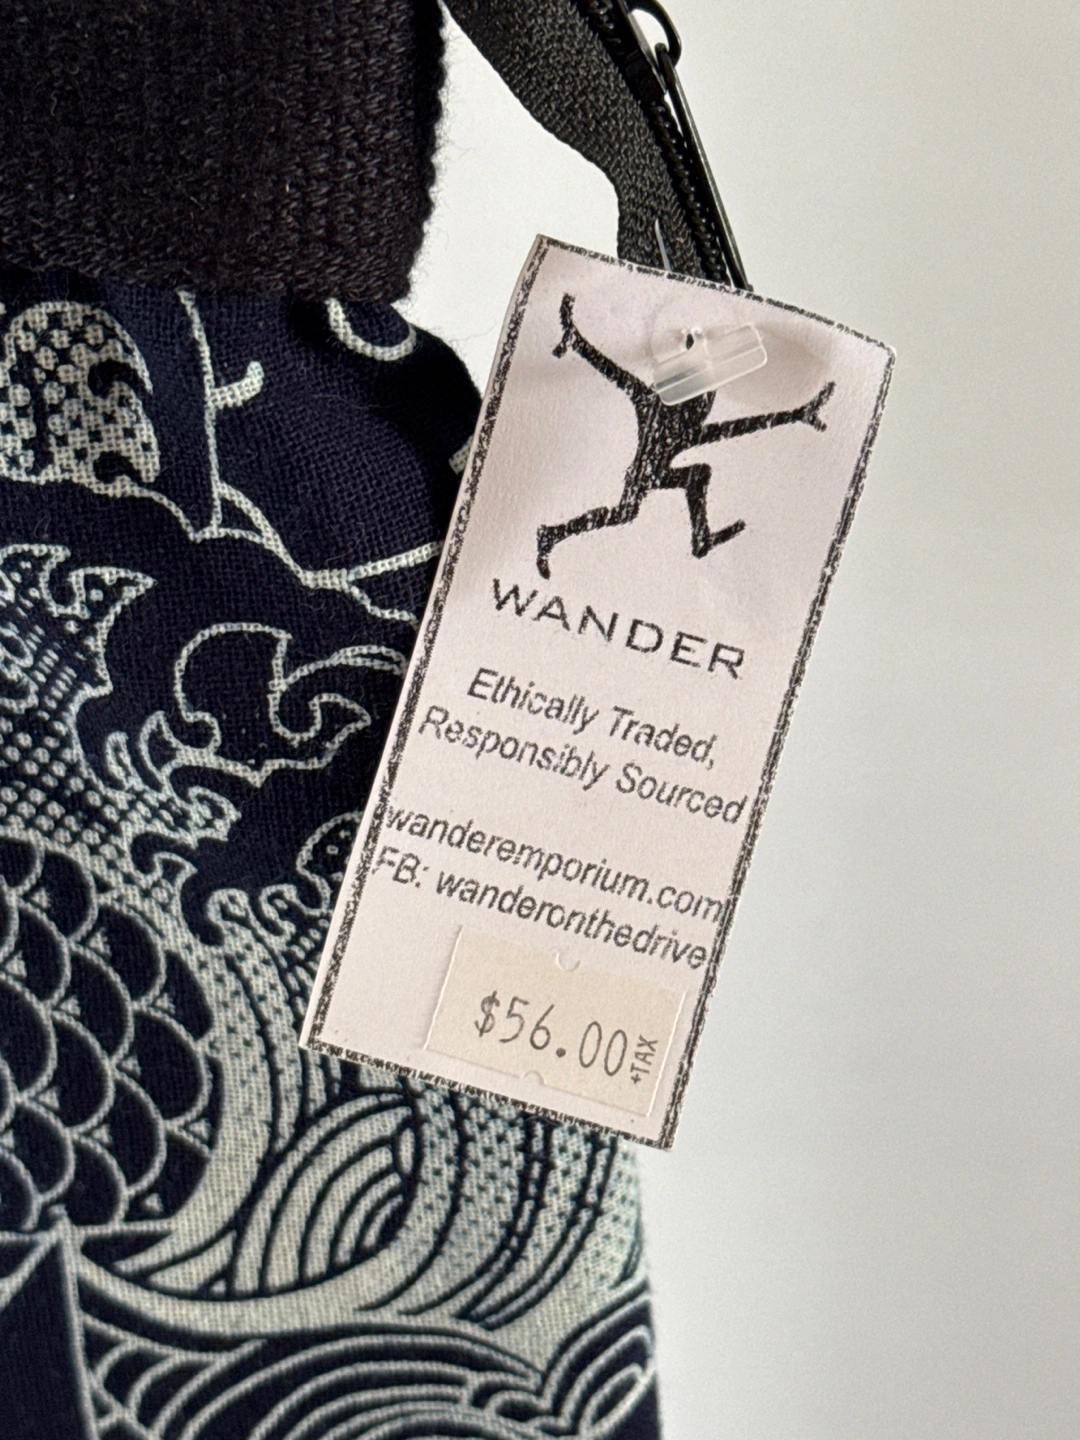 WANDER
Ethically Traded,
Responsibly Sourced
wanderemporium.com
FB: wanderonthedrive
$56.00 +TAX